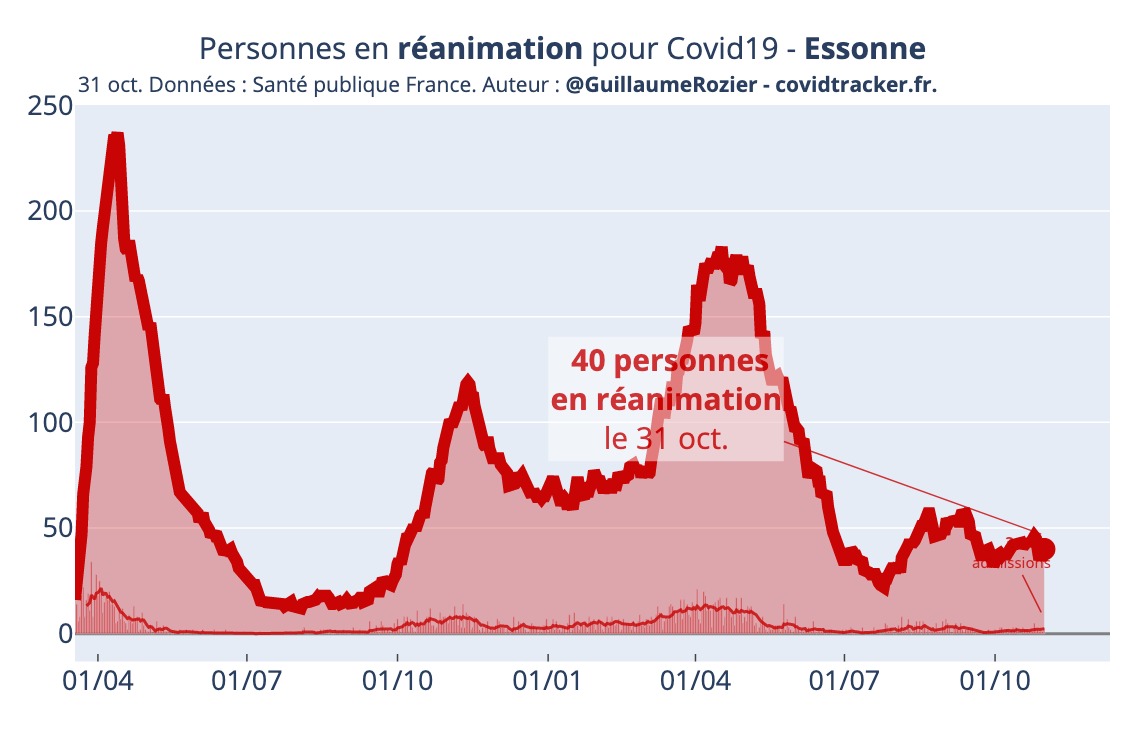 Personnes en réanimation pour Covid19 - Essonne
31 oct. Données : Santé publique France. Auteur : @GuillaumeRozier - covidtracker.fr.
250
200
150
100
50
0
40 personnes
en réanimation
le 31 oct.
admissions
01/04
01/07
01/10
01/01
01/04
01/07
01/10